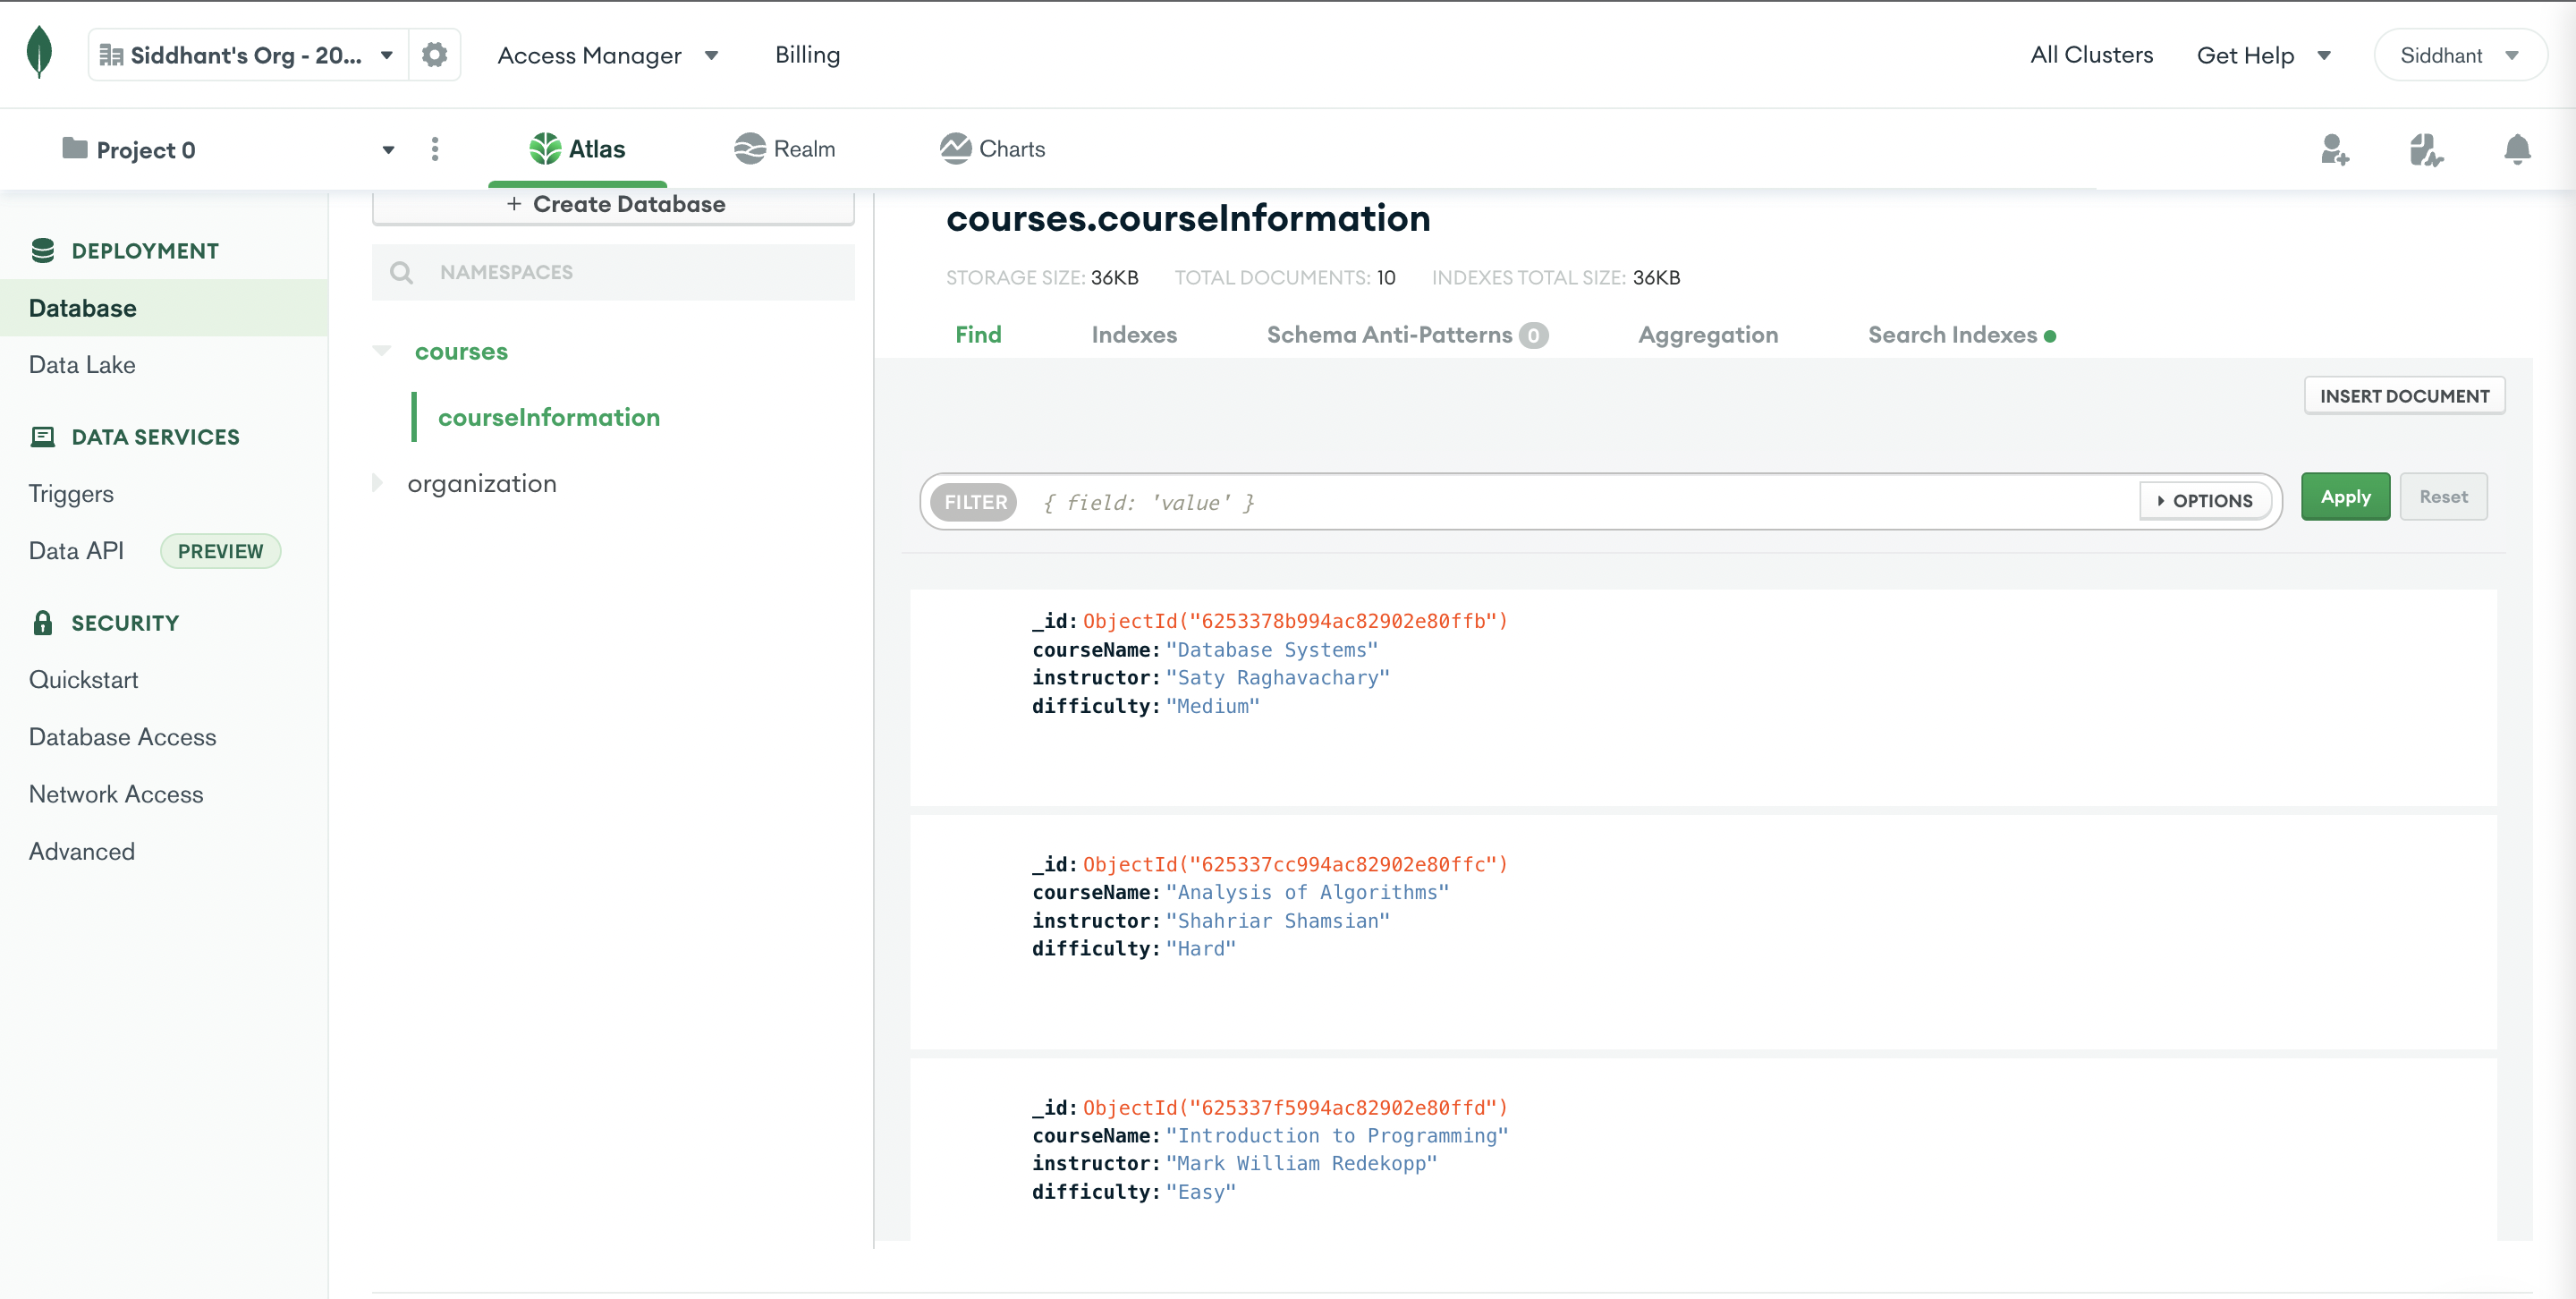 Siddhant's Org - 20...
Access Manager
Billing
All Clusters
Get Help
Siddhant
Project 0
Atlas
Realm
Charts
DEPLOYMENT
Database
Data Lake
DATA SERVICES
Triggers
Data API PREVIEW
SECURITY
Quickstart
Database Access
Network Access
Advanced
+ Create Database
NAMESPACES
courses
courseInformation
organization
courses.courseInformation
STORAGE SIZE: 36KB TOTAL DOCUMENTS: 10 INDEXES TOTAL SIZE: 36KB
Find Indexes Schema Anti-Patterns 0 Aggregation Search Indexes
INSERT DOCUMENT
FILTER { field: 'value' } OPTIONS Apply Reset
_id: ObjectId("6253378b994ac82902e80ffb")
courseName: "Database Systems"
instructor: "Saty Raghavachary"
difficulty: "Medium"
_id: ObjectId("625337cc994ac82902e80ffc")
courseName: "Analysis of Algorithms"
instructor: "Shahriar Shamsian"
difficulty: "Hard"
_id: ObjectId("625337f5994ac82902e80ffd")
courseName: "Introduction to Programming"
instructor: "Mark William Redekopp"
difficulty: "Easy"